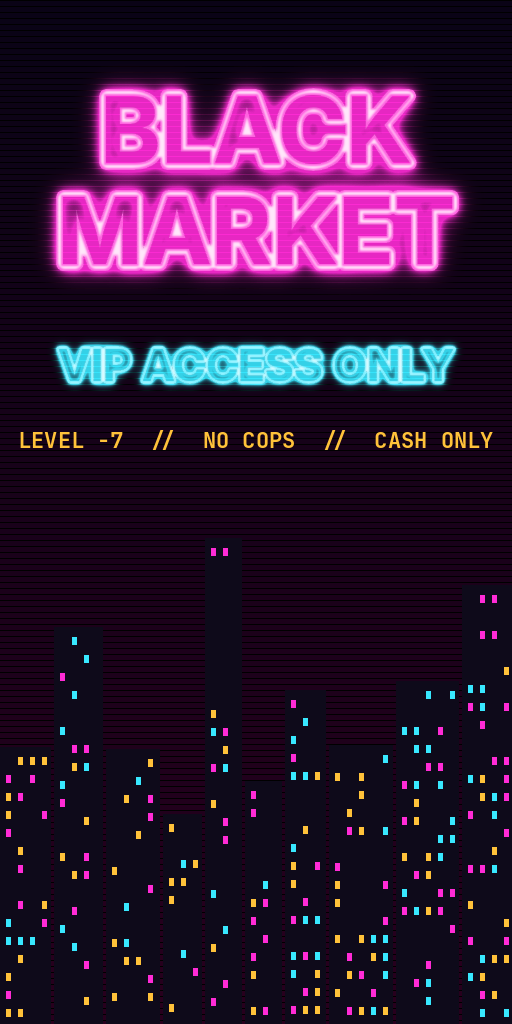 BLACK
MARKET
VIP ACCESS ONLY
LEVEL -7 // NO COPS // CASH ONLY